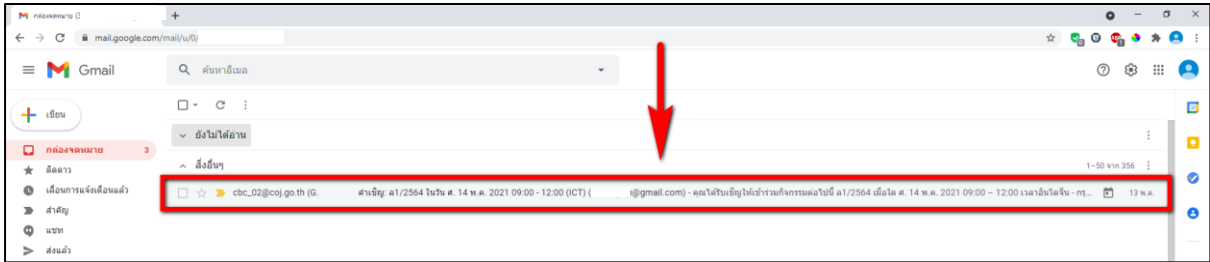 กล่องจดหมาย (
mail.google.com/mail/u/0/
Gmail
ค้นหาอีเมล
เขียน
ยังไม่ได้อ่าน
กล่องจดหมาย 3
ติดดาว
สิ่งอื่นๆ
1-50 จาก 356
เลื่อนการแจ้งเตือนแล้ว
cbc_02@coj.go.th (G. คำเชิญ: a1/2564 ในวัน ศ. 14 พ.ค. 2021 09:00 - 12:00 (ICT) ( @gmail.com) - คุณได้รับเชิญให้เข้าร่วมกิจกรรมต่อไปนี้ a1/2564 เมื่อใด ศ. 14 พ.ค. 2021 09:00 – 12:00 เวลาอินโดจีน - กรุ... 13 พ.ค.
สำคัญ
แชท
ส่งแล้ว